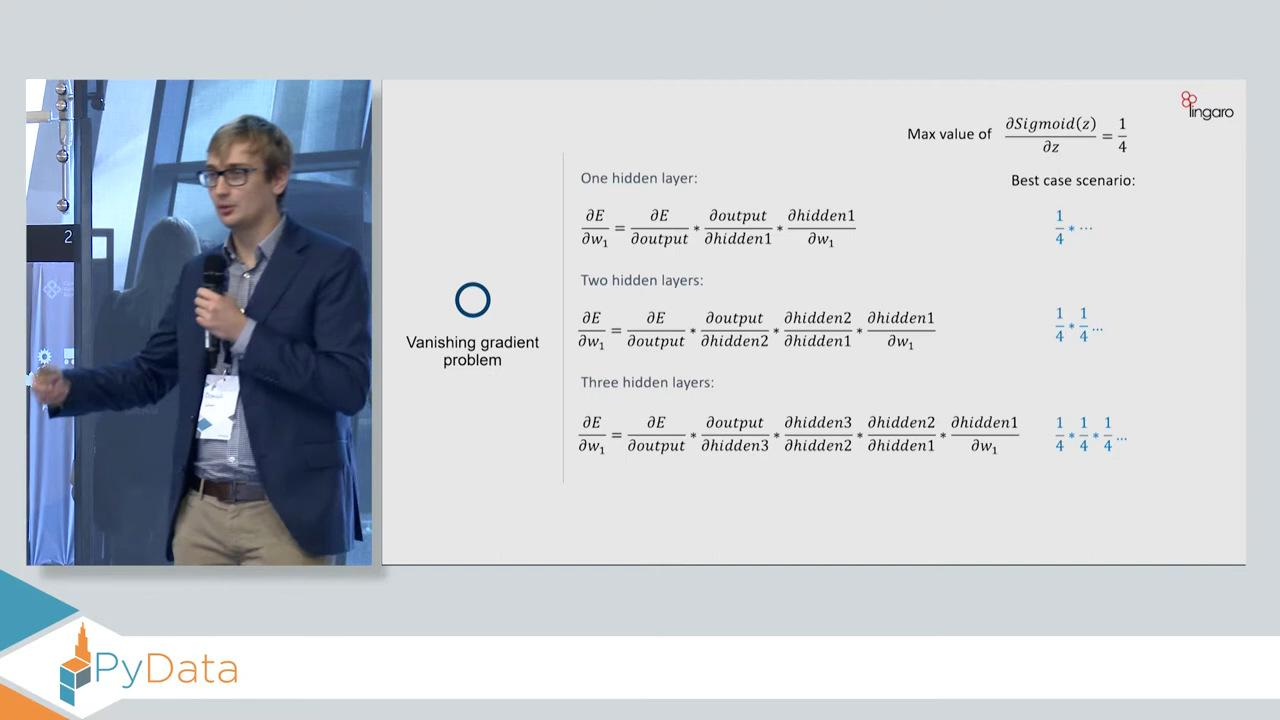 lingaro
Max value of ∂Sigmoid(z)/∂z = 1/4
Best case scenario:
One hidden layer:
∂E/∂w₁ = ∂E/∂output * ∂output/∂hidden1 * ∂hidden1/∂w₁
1/4 * ⋯
Two hidden layers:
∂E/∂w₁ = ∂E/∂output * ∂output/∂hidden2 * ∂hidden2/∂hidden1 * ∂hidden1/∂w₁
1/4 * 1/4 ...
Three hidden layers:
∂E/∂w₁ = ∂E/∂output * ∂output/∂hidden3 * ∂hidden3/∂hidden2 * ∂hidden2/∂hidden1 * ∂hidden1/∂w₁
1/4 * 1/4 * 1/4 ...
Vanishing gradient
problem
2
PyData